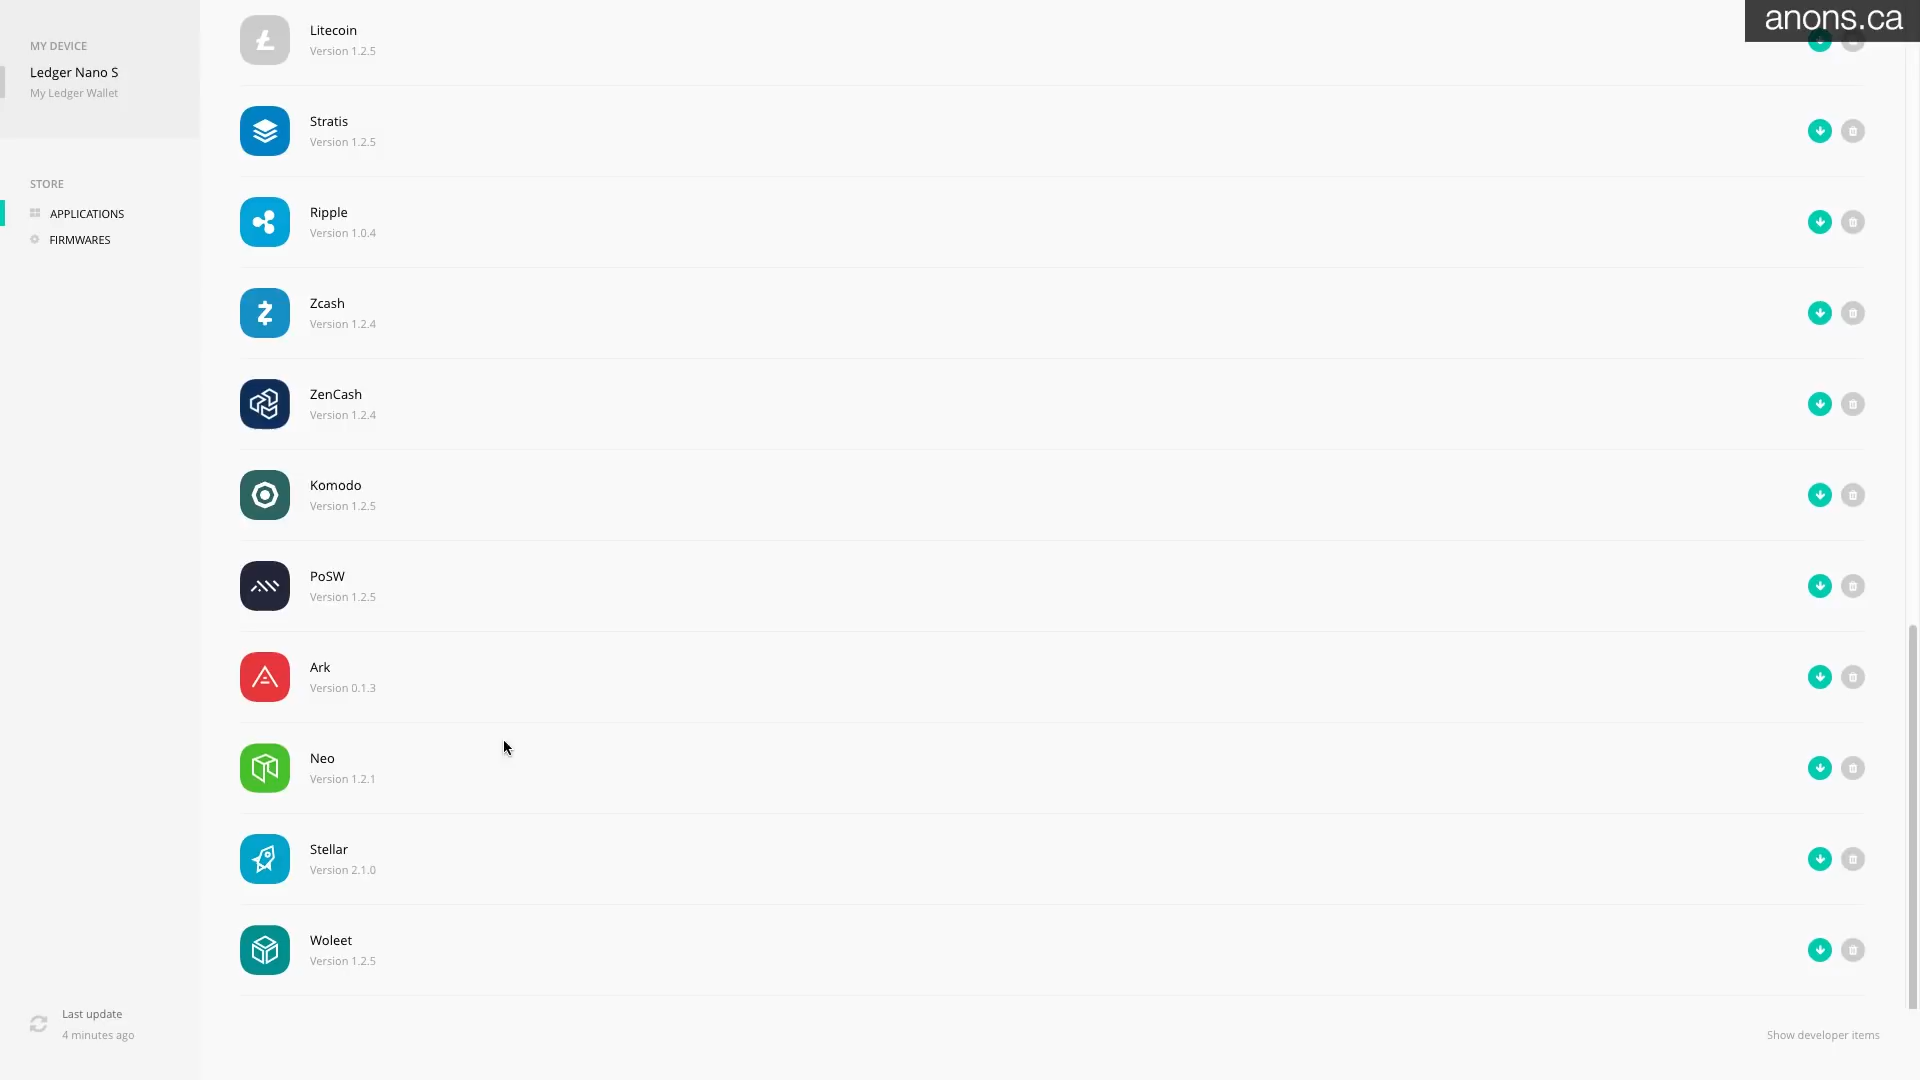 anons.ca
MY DEVICE
Ledger Nano S
My Ledger Wallet
STORE
APPLICATIONS
FIRMWARES
Litecoin
Version 1.2.5
Stratis
Version 1.2.5
Ripple
Version 1.0.4
Zcash
Version 1.2.4
ZenCash
Version 1.2.4
Komodo
Version 1.2.5
PoSW
Version 1.2.5
Ark
Version 0.1.3
Neo
Version 1.2.1
Stellar
Version 2.1.0
Woleet
Version 1.2.5
Last update
4 minutes ago
Show developer items